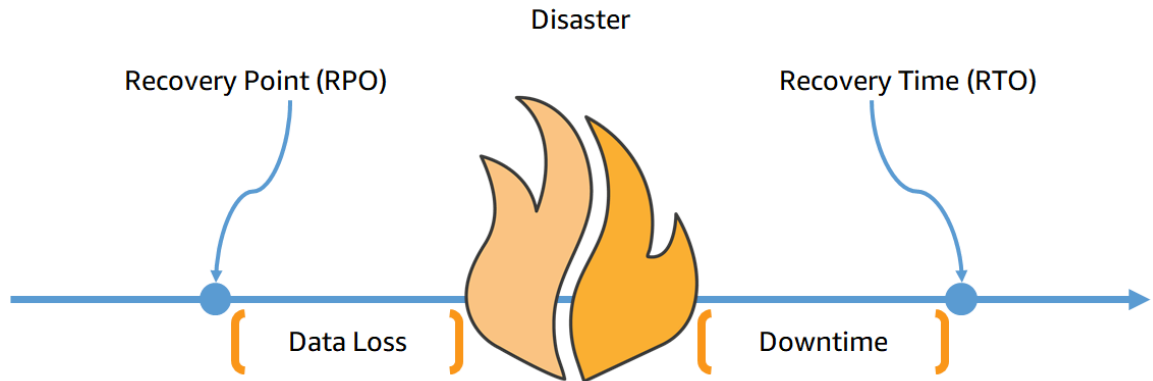 Disaster
Recovery Point (RPO)
Recovery Time (RTO)
Data Loss
Downtime